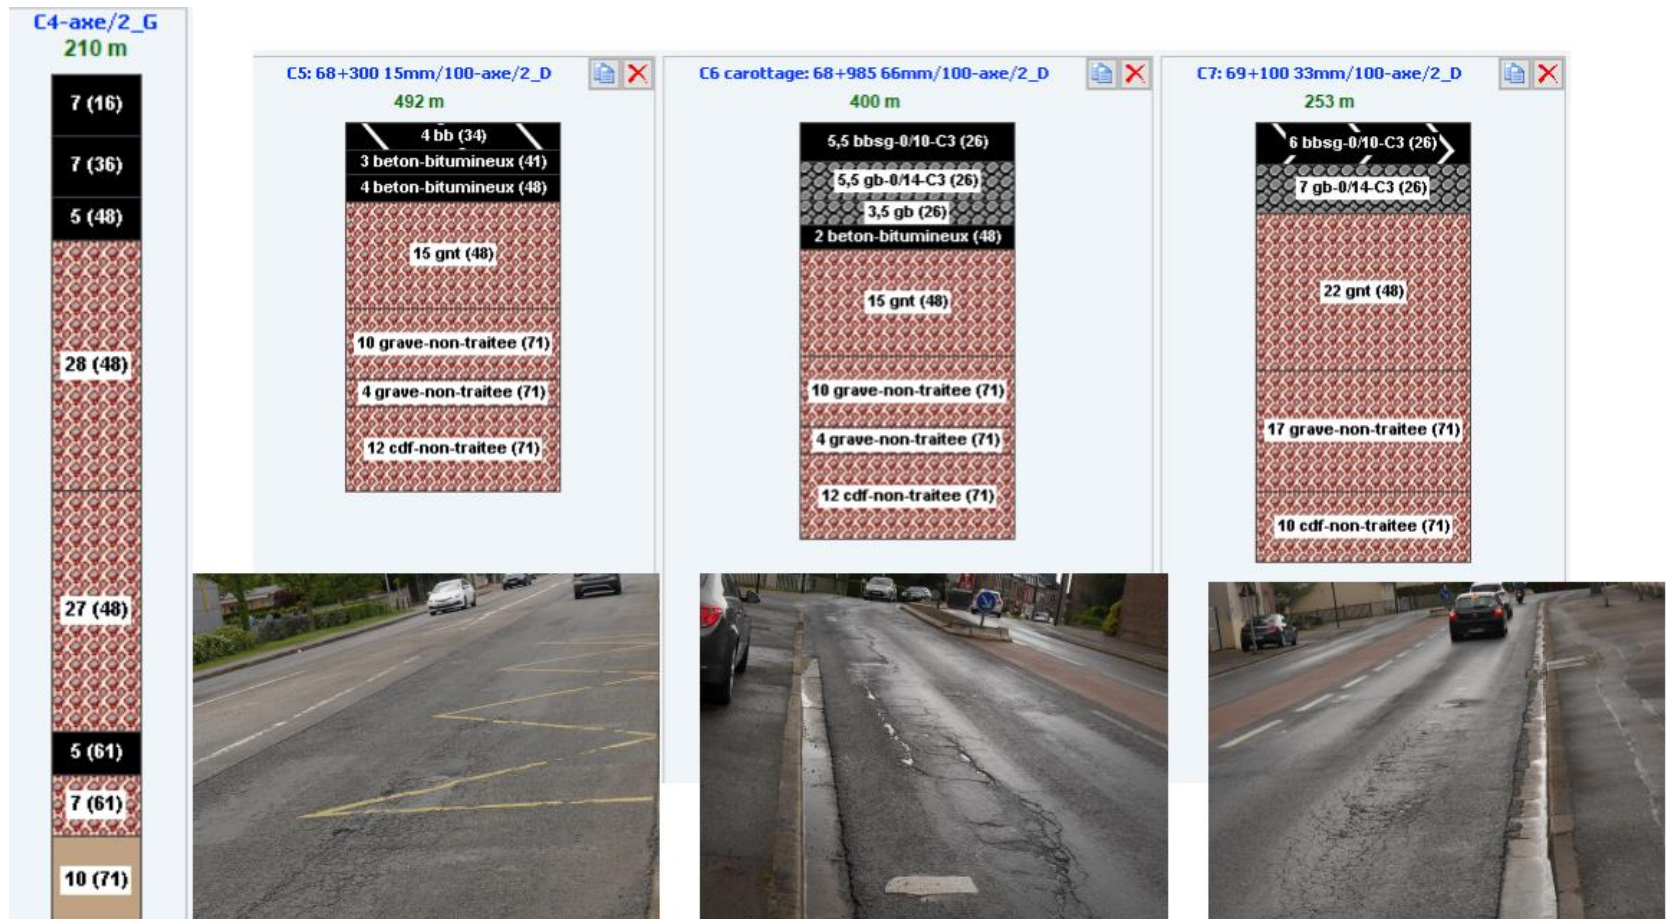 C4-axe/2_G
210 m
7 (16)
7 (36)
5 (48)
28 (48)
27 (48)
5 (61)
7 (61)
10 (71)
C5: 68+300 15mm/100-axe/2_D
492 m
4 bb (34)
3 beton-bitumineux (41)
4 beton-bitumineux (48)
15 gnt (48)
10 grave-non-traitee (71)
4 grave-non-traitee (71)
12 cdf-non-traitee (71)
C6 carottage: 68+985 66mm/100-axe/2_D
400 m
5,5 bbsg-0/10-C3 (26)
5,5 gb-0/14-C3 (26)
3,5 gb (26)
2 beton-bitumineux (48)
15 gnt (48)
10 grave-non-traitee (71)
4 grave-non-traitee (71)
12 cdf-non-traitee (71)
C7: 69+100 33mm/100-axe/2_D
253 m
6 bbsg-0/10-C3 (26)
7 gb-0/14-C3 (26)
22 gnt (48)
17 grave-non-traitee (71)
10 cdf-non-traitee (71)